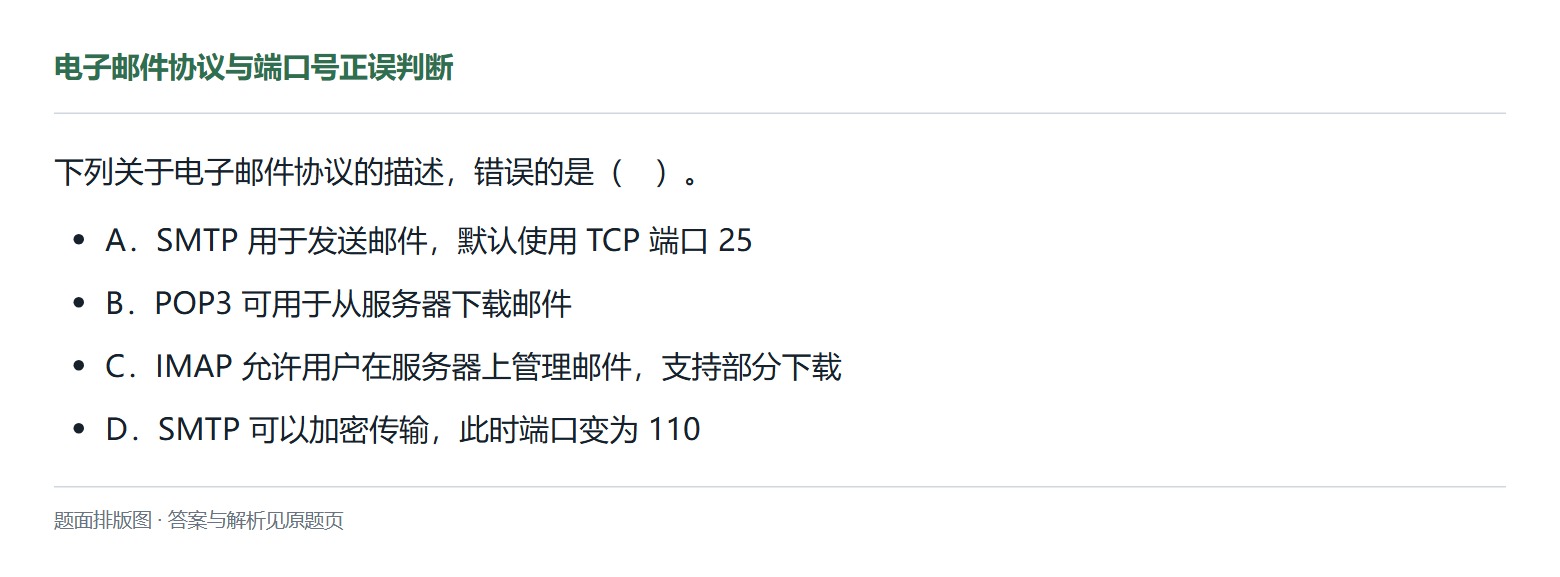 电子邮件协议与端口号正误判断
下列关于电子邮件协议的描述，错误的是（　）。
• A．SMTP 用于发送邮件，默认使用 TCP 端口 25
• B．POP3 可用于从服务器下载邮件
• C．IMAP 允许用户在服务器上管理邮件，支持部分下载
• D．SMTP 可以加密传输，此时端口变为 110
题面排版图 · 答案与解析见原题页